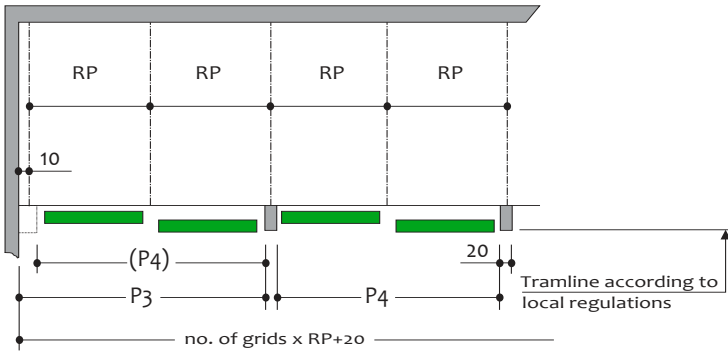 RP RP RP RP
10
(P4)
20
P3
P4
Tramline according to
local regulations
no. of grids x RP+20